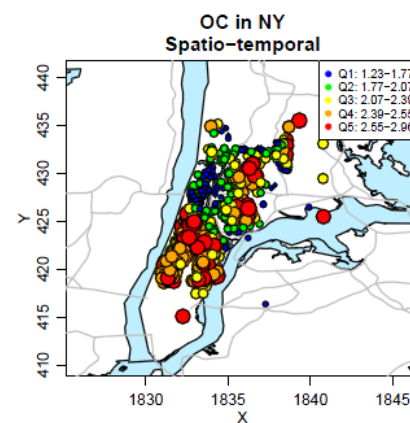 OC in NY
Spatio-temporal
Q1: 1.23-1.77
Q2: 1.77-2.07
Q3: 2.07-2.39
Q4: 2.39-2.55
Q5: 2.55-2.96
Y
440
435
430
425
420
415
410
1830
1835
1840
1845
X